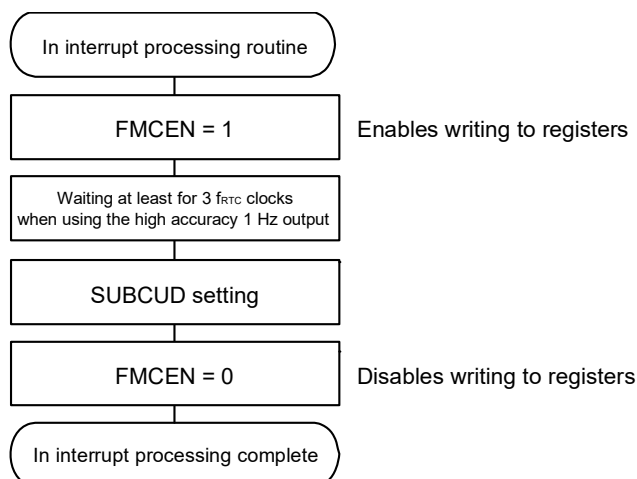 In interrupt processing routine
FMCEN = 1
Enables writing to registers
Waiting at least for 3 fRTC clocks
when using the high accuracy 1 Hz output
SUBCUD setting
FMCEN = 0
Disables writing to registers
In interrupt processing complete